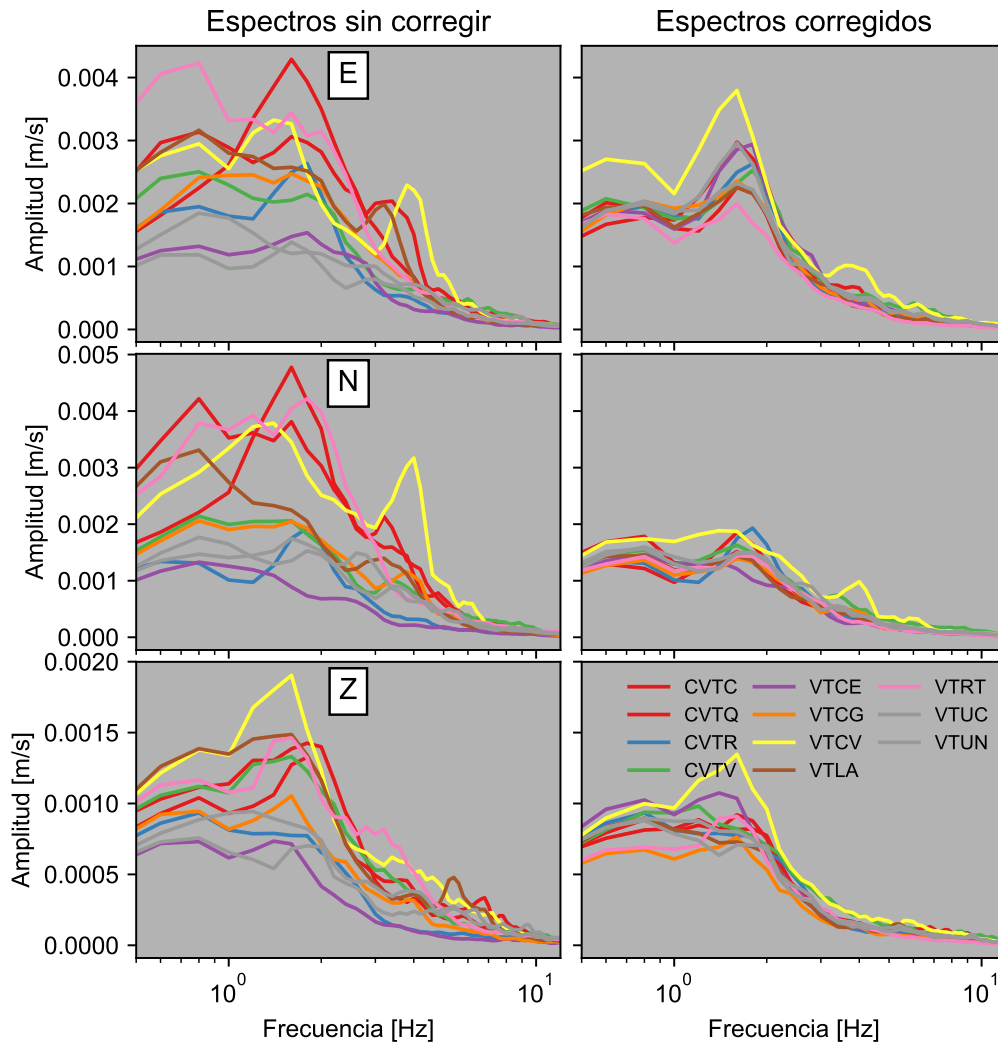 Espectros sin corregir Espectros corregidos
E
0.004
0.003
0.002
0.001
0.000
Amplitud [m/s]
N
0.005
0.004
0.003
0.002
0.001
0.000
Amplitud [m/s]
Z
0.0020
0.0015
0.0010
0.0005
0.0000
Amplitud [m/s]
CVTC VTCE VTRT
CVTQ VTCG VTUC
CVTR VTCV VTUN
CVTV VTLA
10⁰ 10¹ 10⁰ 10¹
Frecuencia [Hz] Frecuencia [Hz]